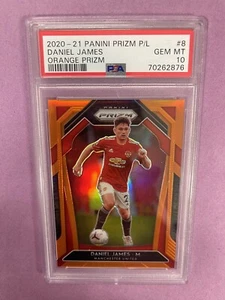 2020-21 PANINI PRIZM P/L #8
DANIEL JAMES GEM MT
ORANGE PRIZM 10
PSA 70262876
PRIZM
DANIEL JAMES - M
MANCHESTER UNITED